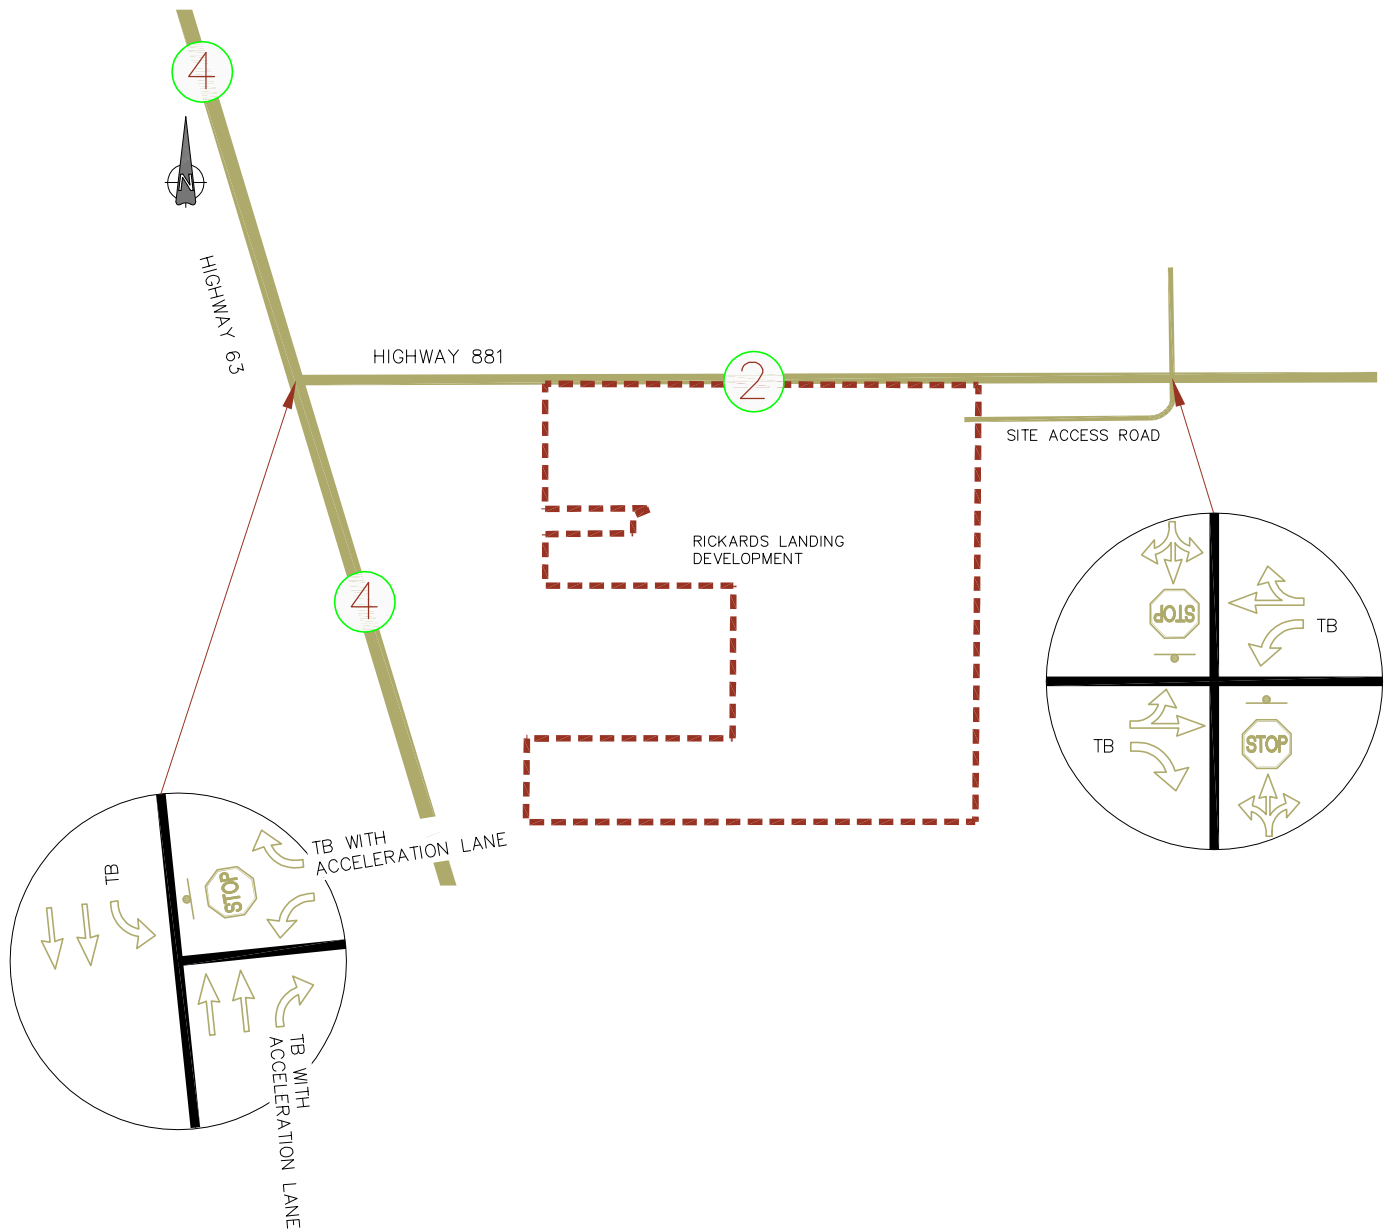 4
N
HIGHWAY 63
HIGHWAY 881
2
SITE ACCESS ROAD
RICKARDS LANDING
DEVELOPMENT
4
STOP
TB
TB
STOP
TB WITH
ACCELERATION LANE
TB
STOP
TB WITH
ACCELERATION LANE